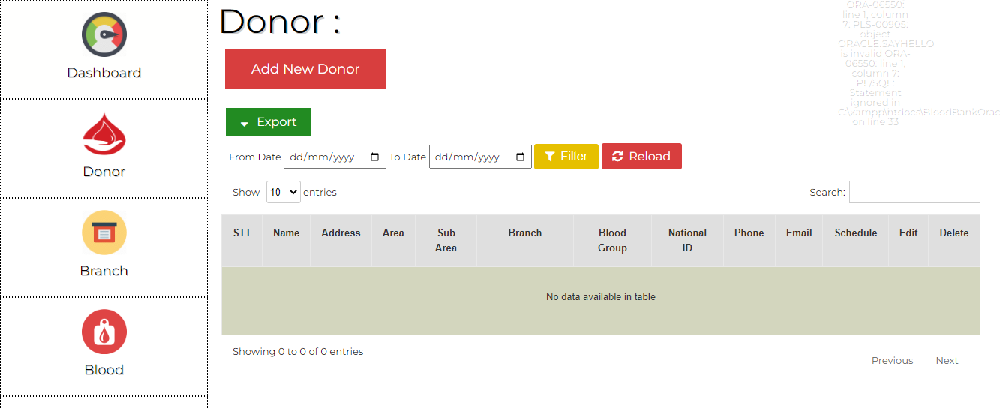 Dashboard
Donor
Branch
Blood
Donor :
Add New Donor
Export
From Date dd/mm/yyyy To Date dd/mm/yyyy Filter Reload
Show 10 entries
Search:
STT Name Address Area Sub Area Branch Blood Group National ID Phone Email Schedule Edit Delete
No data available in table
Showing 0 to 0 of 0 entries
Previous Next
ORA-06550:
line 1, column
7: PLS-00905:
object
ORACLE.SAYHELLO
is invalid ORA-
06550: line 1,
column 7:
PL/SQL:
Statement
ignored in
C:\xampp\htdocs\BloodBankOrac
on line 33